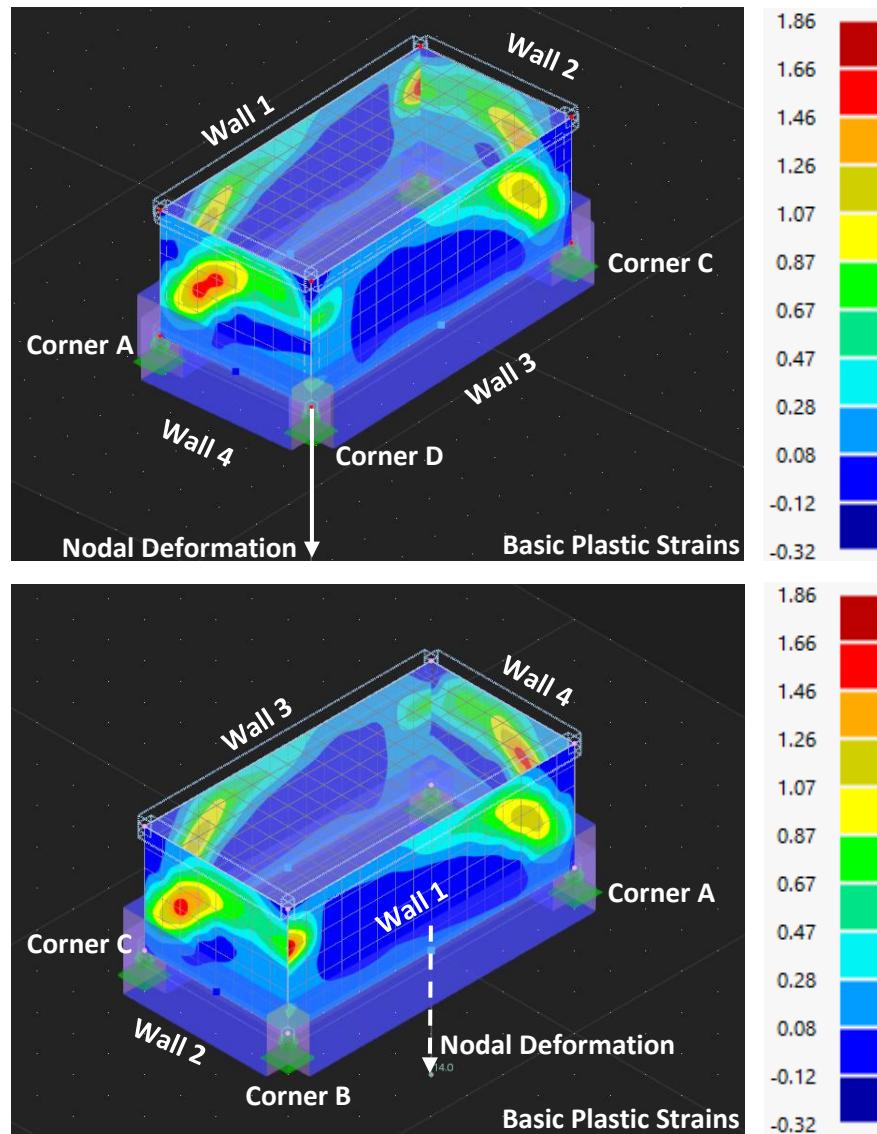 Wall 1
Wall 2
Corner A
Corner C
Wall 3
Wall 4
Corner D
Nodal Deformation
Basic Plastic Strains
1.86
1.66
1.46
1.26
1.07
0.87
0.67
0.47
0.28
0.08
-0.12
-0.32
Wall 3
Wall 4
Wall 1
Corner A
Corner C
Wall 2
Nodal Deformation
14.0
Corner B
Basic Plastic Strains
1.86
1.66
1.46
1.26
1.07
0.87
0.67
0.47
0.28
0.08
-0.12
-0.32